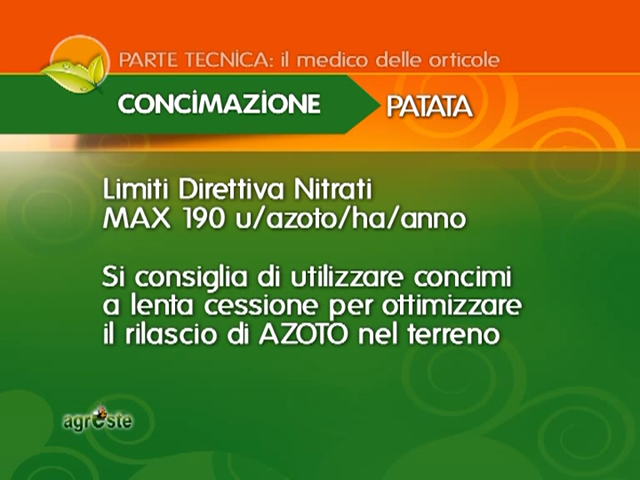 PARTE TECNICA: il medico delle orticole
CONCIMAZIONE PATATA
Limiti Direttiva Nitrati
MAX 190 u/azoto/ha/anno
Si consiglia di utilizzare concimi
a lenta cessione per ottimizzare
il rilascio di AZOTO nel terreno
agreste